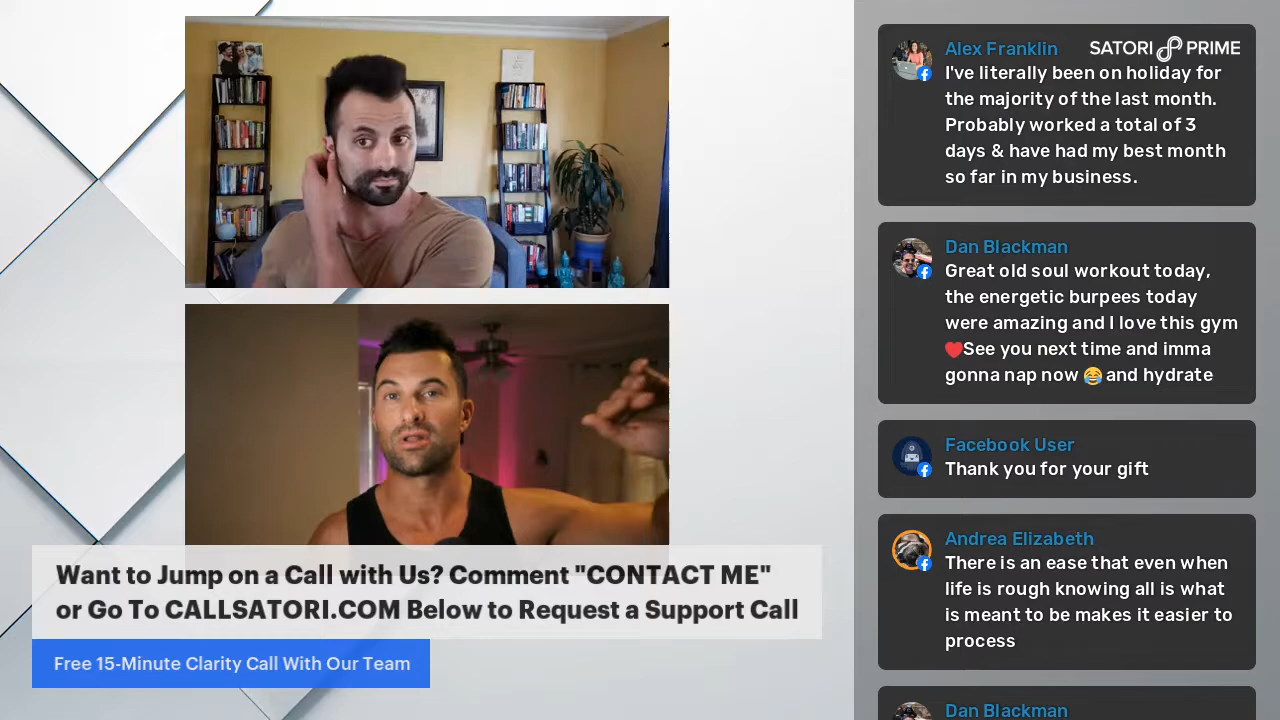 Want to Jump on a Call with Us? Comment "CONTACT ME"
or Go To CALLSATORI.COM Below to Request a Support Call
Free 15-Minute Clarity Call With Our Team
SATORI PRIME
Alex Franklin
I've literally been on holiday for
the majority of the last month.
Probably worked a total of 3
days & have had my best month
so far in my business.
Dan Blackman
Great old soul workout today,
the energetic burpees today
were amazing and I love this gym
❤️See you next time and imma
gonna nap now 😂 and hydrate
Facebook User
Thank you for your gift
Andrea Elizabeth
There is an ease that even when
life is rough knowing all is what
is meant to be makes it easier to
process
Dan Blackman